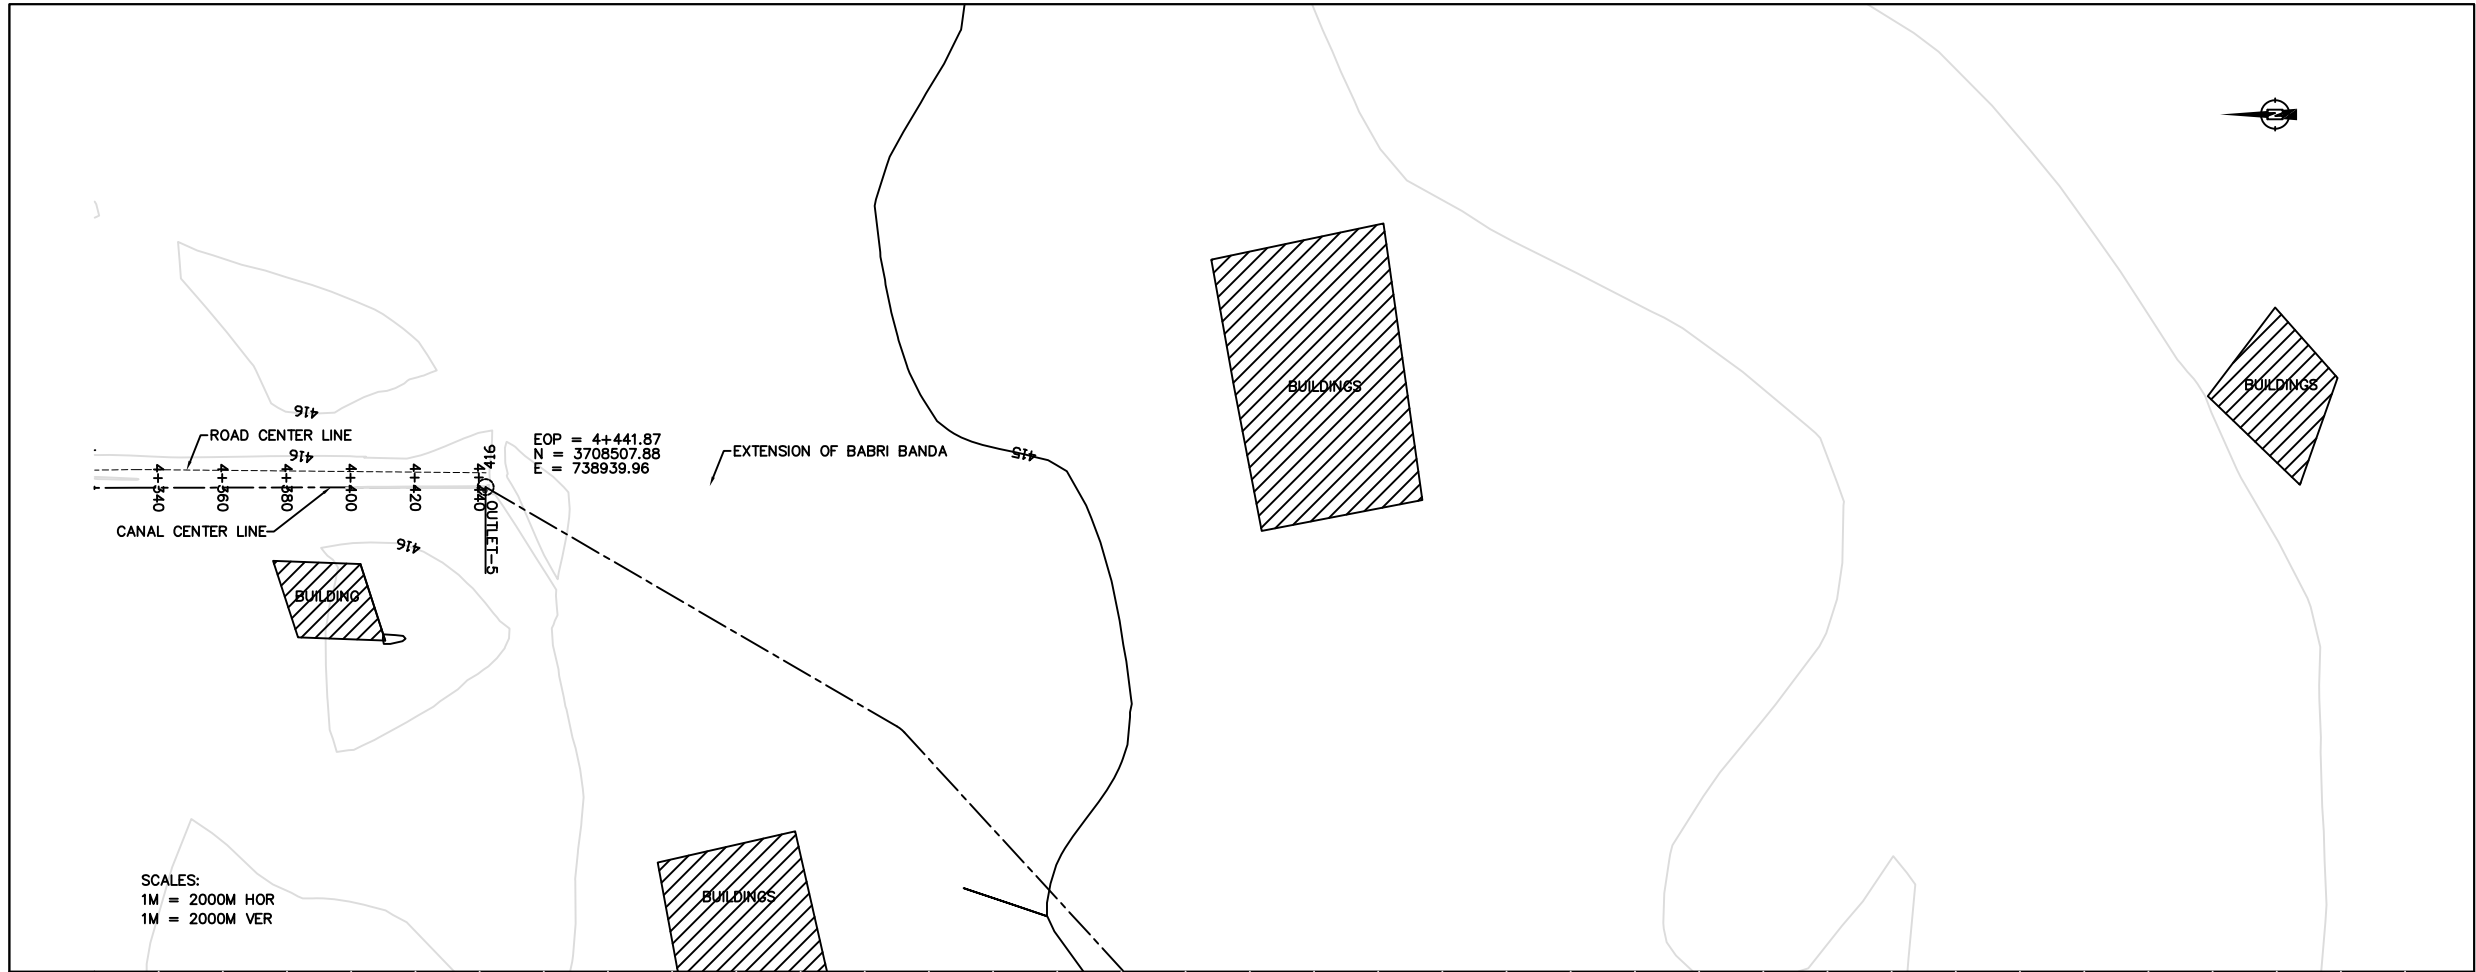 N
416
ROAD CENTER LINE
416
416
EOP = 4+441.87
N = 3708507.88
E = 738939.96
EXTENSION OF BABRI BANDA
415
BUILDINGS
BUILDINGS
4+340
4+360
4+380
4+400
4+420
4+440
CANAL CENTER LINE
OUTLET-5
416
BUILDING
SCALES:
1M = 2000M HOR
1M = 2000M VER
BUILDINGS